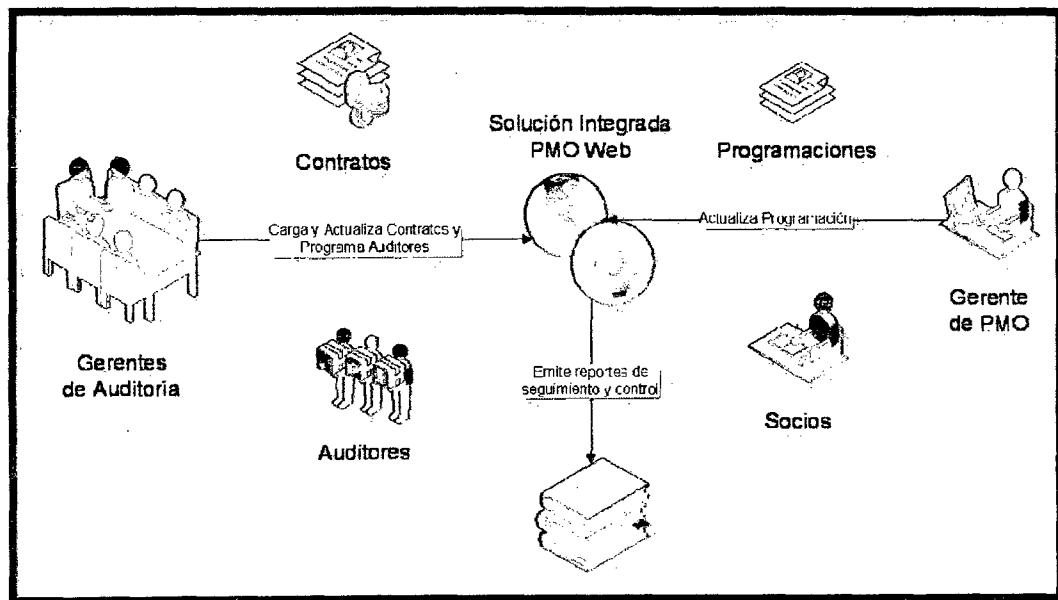 Contratos
Solución Integrada
PMO Web
Programaciones
Carga y Actualiza Contratos y
Programa Auditores
Actualiza Programación
Gerentes
de Auditoria
Auditores
Emite reportes de
seguimiento y control
Socios
Gerente
de PMO